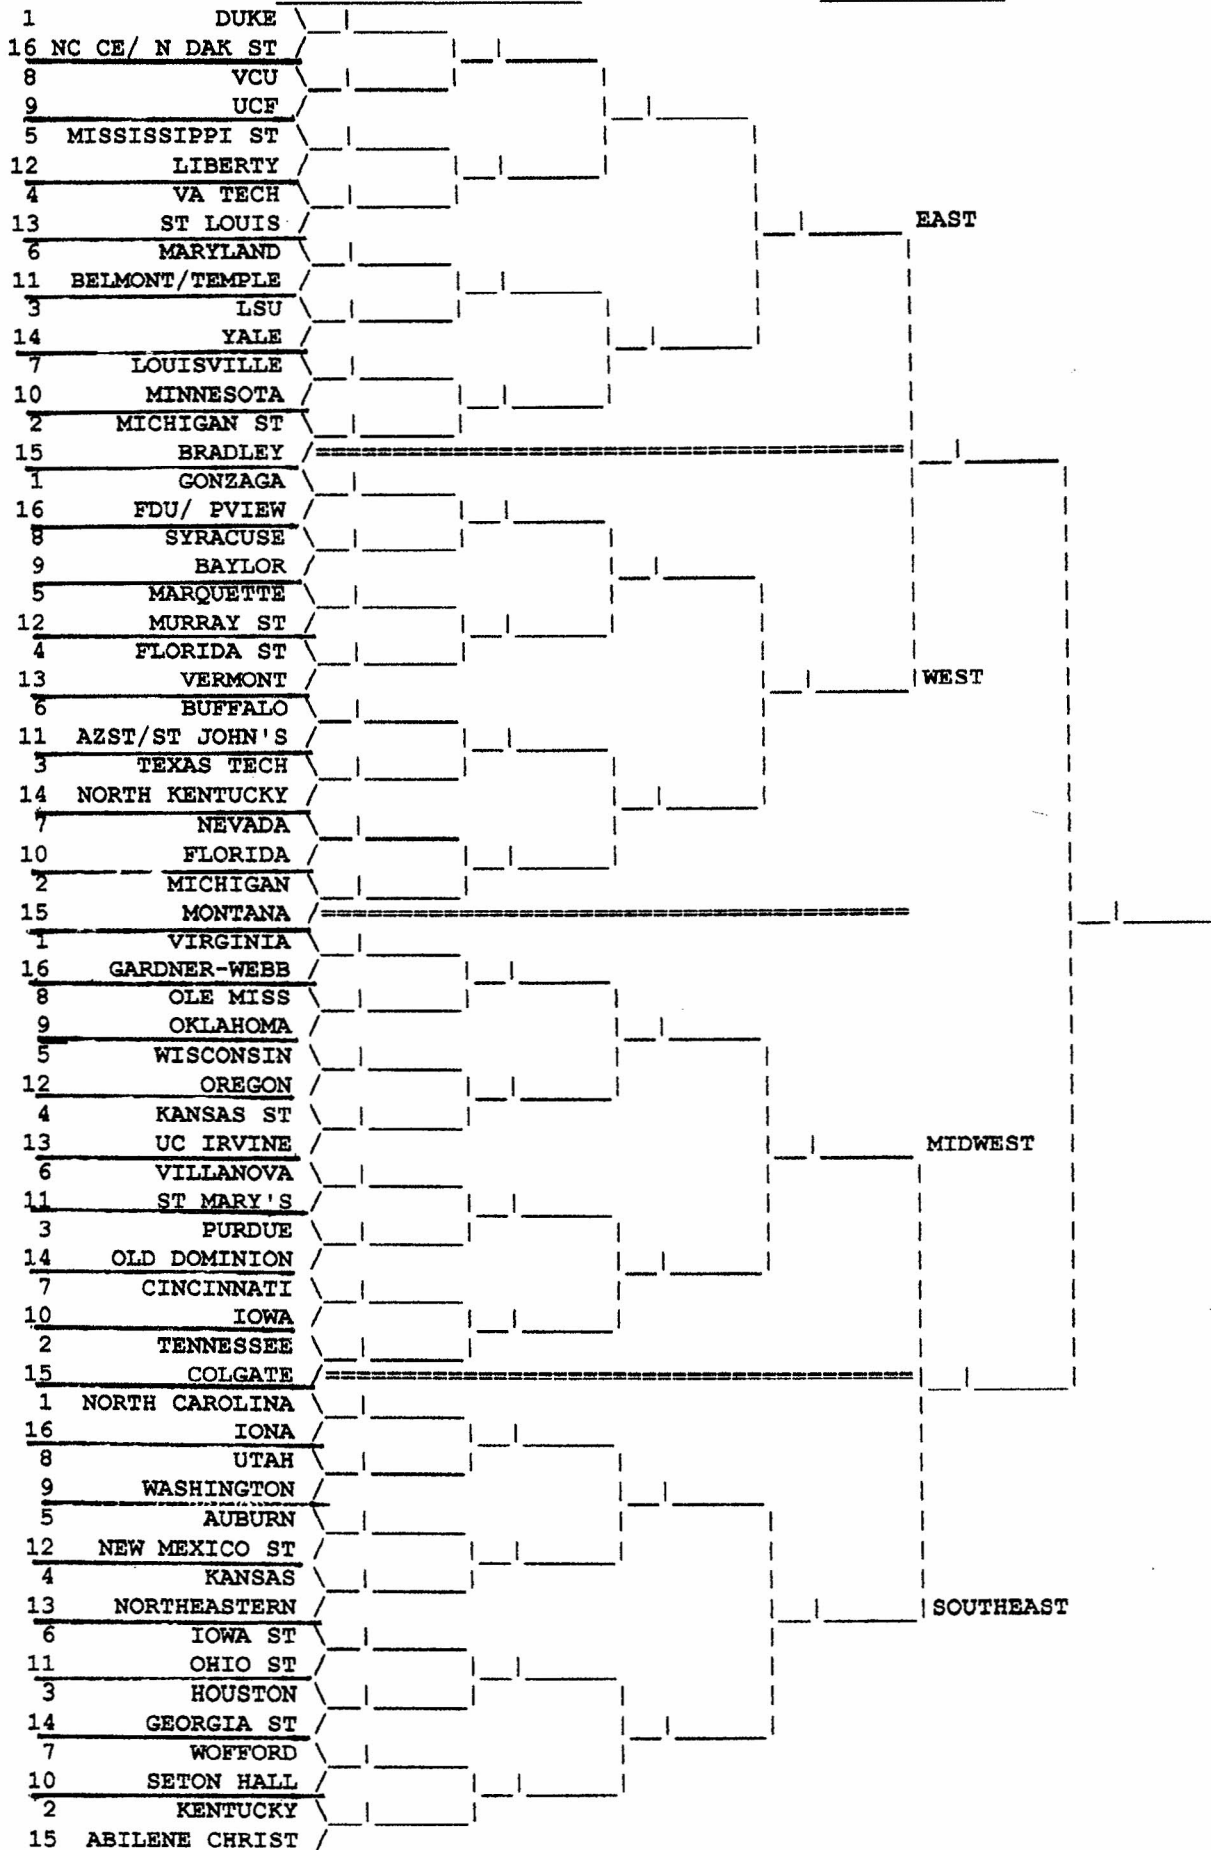 1 DUKE
16 NC CE/ N DAK ST
8 VCU
9 UCF
5 MISSISSIPPI ST
12 LIBERTY
4 VA TECH
13 ST LOUIS
EAST
6 MARYLAND
11 BELMONT/TEMPLE
3 LSU
14 YALE
7 LOUISVILLE
10 MINNESOTA
2 MICHIGAN ST
15 BRADLEY
1 GONZAGA
16 FDU/ PVIEW
8 SYRACUSE
9 BAYLOR
5 MARQUETTE
12 MURRAY ST
4 FLORIDA ST
13 VERMONT
WEST
6 BUFFALO
11 AZST/ST JOHN'S
3 TEXAS TECH
14 NORTH KENTUCKY
7 NEVADA
10 FLORIDA
2 MICHIGAN
15 MONTANA
1 VIRGINIA
16 GARDNER-WEBB
8 OLE MISS
9 OKLAHOMA
5 WISCONSIN
12 OREGON
4 KANSAS ST
13 UC IRVINE
MIDWEST
6 VILLANOVA
11 ST MARY'S
3 PURDUE
14 OLD DOMINION
7 CINCINNATI
10 IOWA
2 TENNESSEE
15 COLGATE
1 NORTH CAROLINA
16 IONA
8 UTAH
9 WASHINGTON
5 AUBURN
12 NEW MEXICO ST
4 KANSAS
13 NORTHEASTERN
SOUTHEAST
6 IOWA ST
11 OHIO ST
3 HOUSTON
14 GEORGIA ST
7 WOFFORD
10 SETON HALL
2 KENTUCKY
15 ABILENE CHRIST